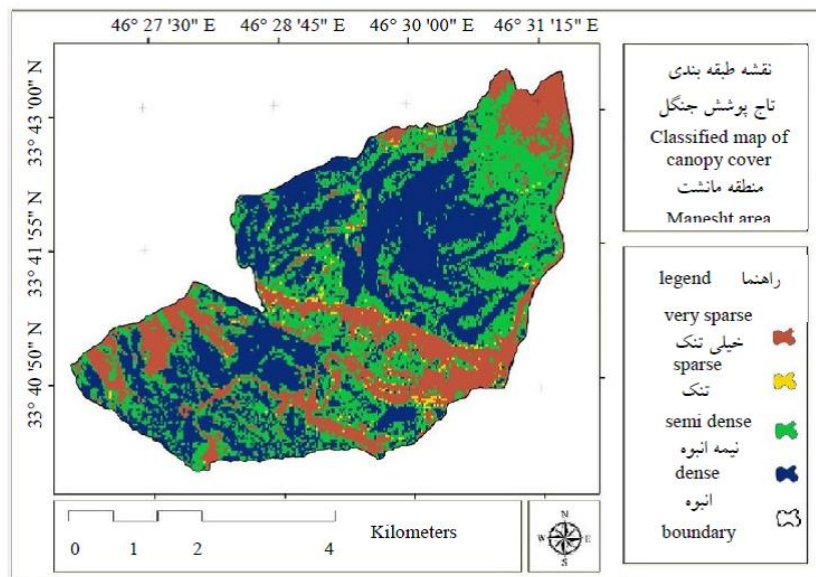 46° 27 '30" E 46° 28 '45" E 46° 30 '00" E 46° 31 '15" E
33° 43 '00" N
33° 41 '55" N
33° 40 '50" N
نقشه طبقه بندی
تاج پوشش جنگل
Classified map of
canopy cover
منطقه مانشت
Manesht area
legend راهنما
very sparse
خیلی تنک
sparse
تنک
semi dense
نیمه انبوه
dense
انبوه
boundary
Kilometers
0 1 2 4
N
W E
S